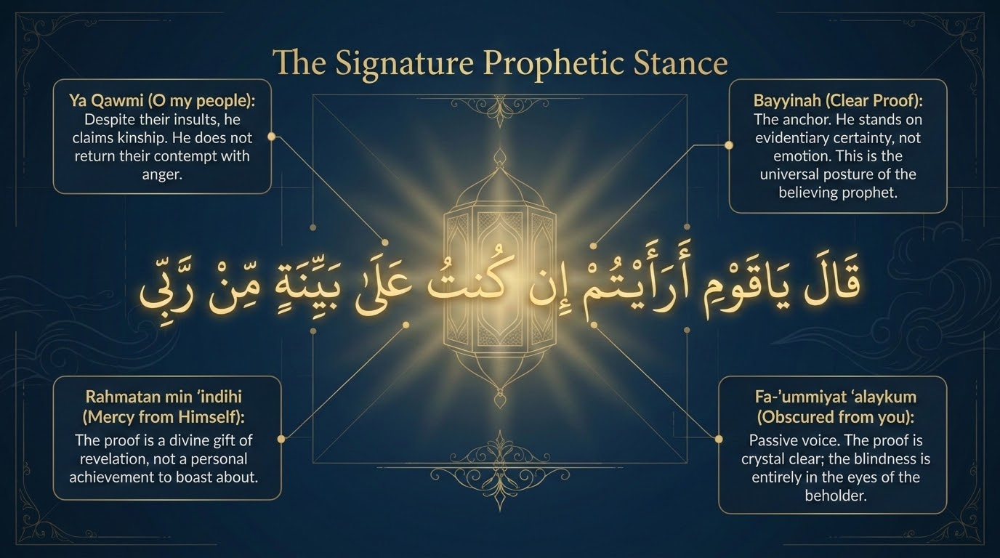 The Signature Prophetic Stance
Ya Qawmi (O my people):
Despite their insults, he
claims kinship. He does not
return their contempt with
anger.
Bayyinah (Clear Proof):
The anchor. He stands on
evidentiary certainty, not
emotion. This is the
universal posture of the
believing prophet.
قَالَ يَاقَوْمِ أَرَأَيْتُمْ إِن كُنتُ عَلَىٰ بَيِّنَةٍ مِّنْ رَّبِّي
Rahmatan min ‘indihi
(Mercy from Himself):
The proof is a divine gift of
revelation, not a personal
achievement to boast about.
Fa-’ummiyat ‘alaykum
(Obscured from you):
Passive voice. The proof is
crystal clear; the blindness is
entirely in the eyes of the
beholder.